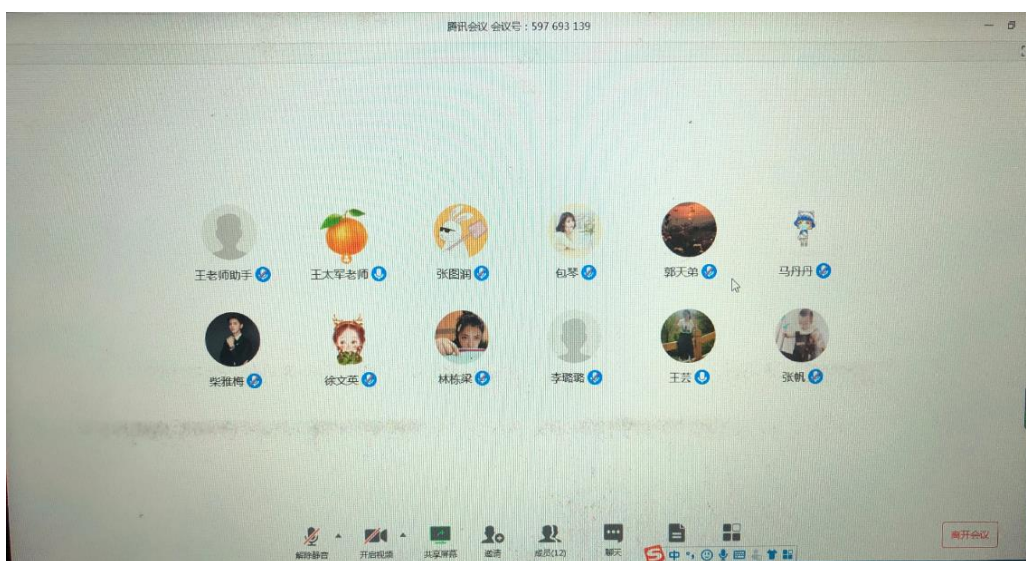 腾讯会议 会议号：597 693 139
王老师助手 王太军老师 张图润 包琴 郭天弟 马丹丹
柴雅梅 徐文英 林栋梁 李璐璐 王芸 张帆
解除静音 开启视频 共享屏幕 邀请 成员(12) 聊天
中
离开会议